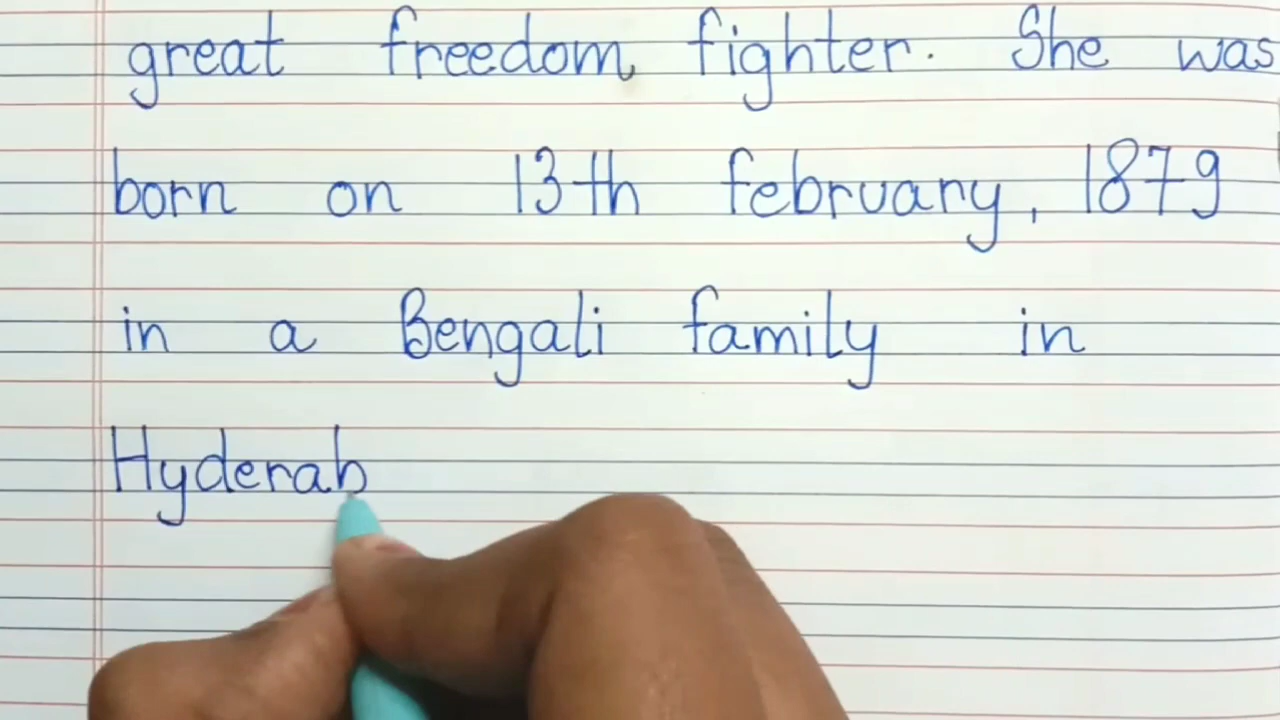 great freedom fighter. She was
born on 13th february, 1879
in a Bengali family in
Hyderab